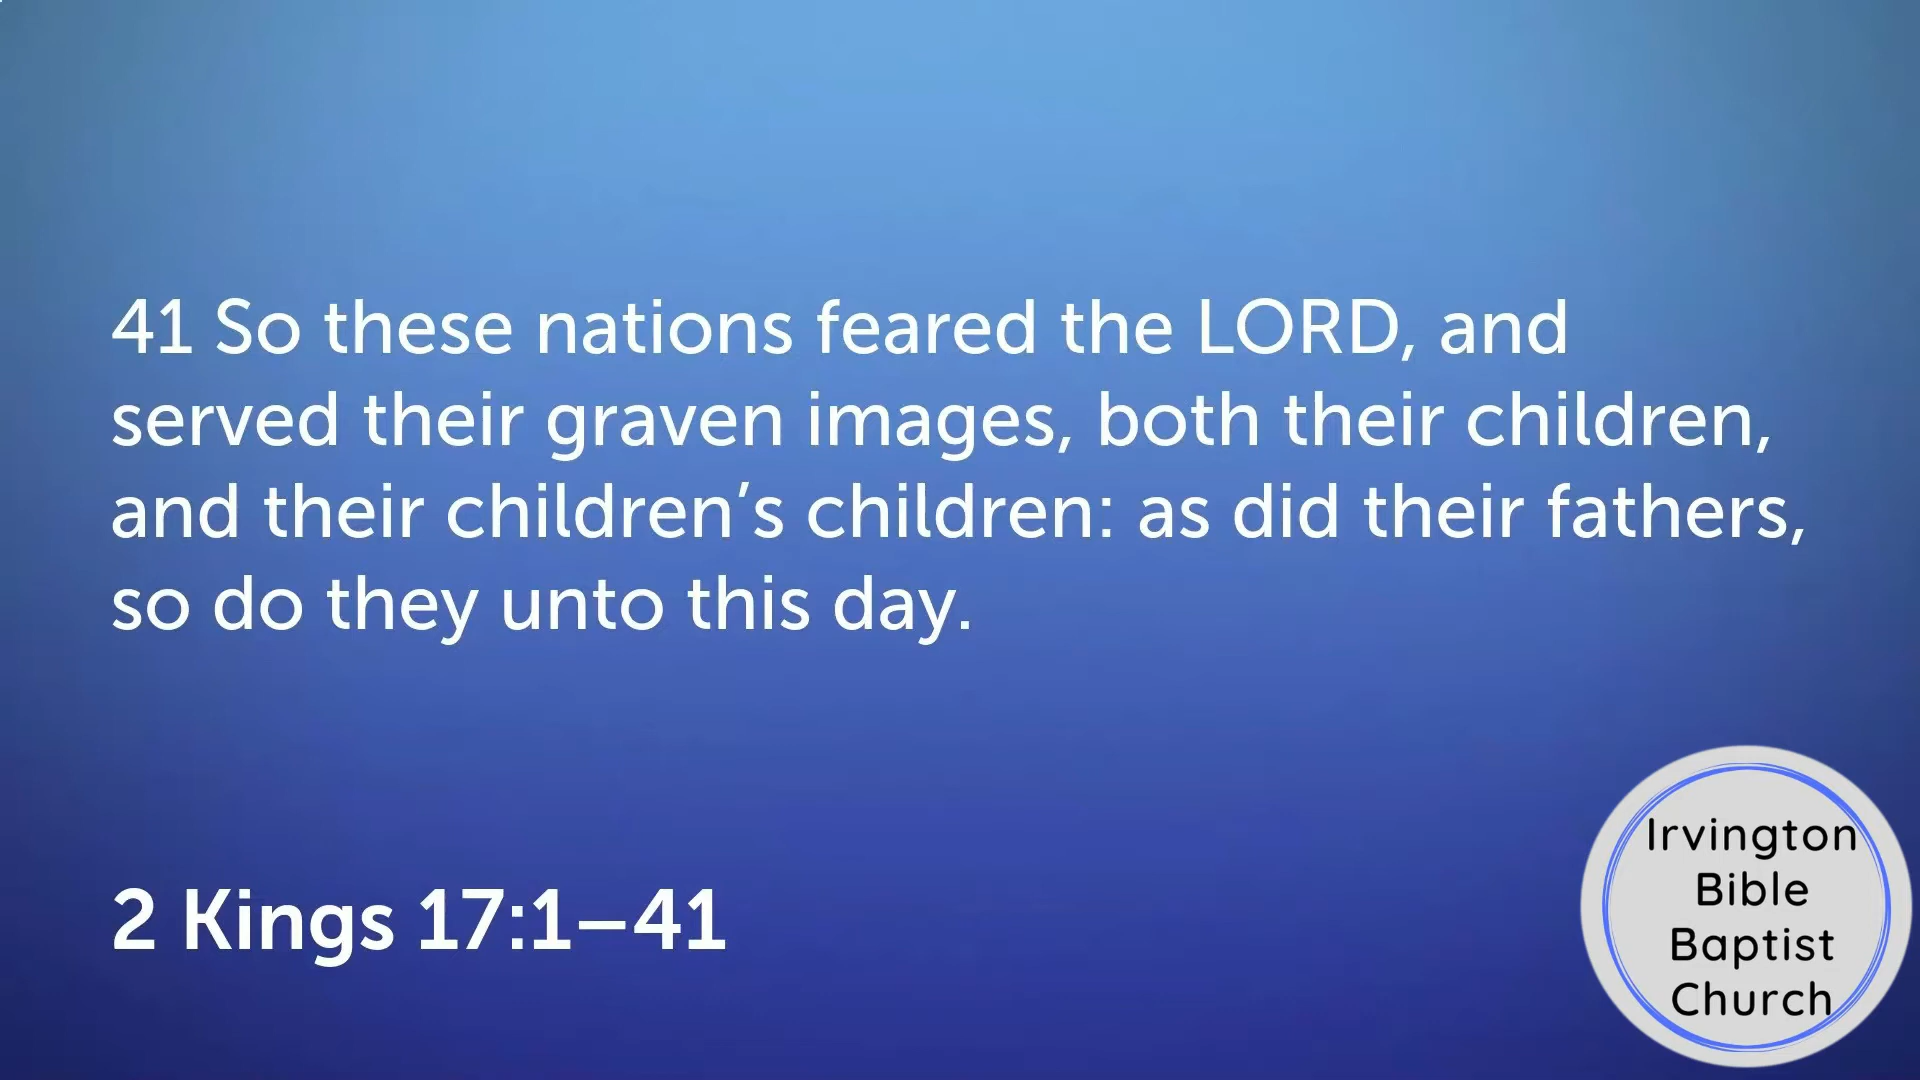 41 So these nations feared the LORD, and
served their graven images, both their children,
and their children’s children: as did their fathers,
so do they unto this day.
2 Kings 17:1–41
Irvington
Bible
Baptist
Church